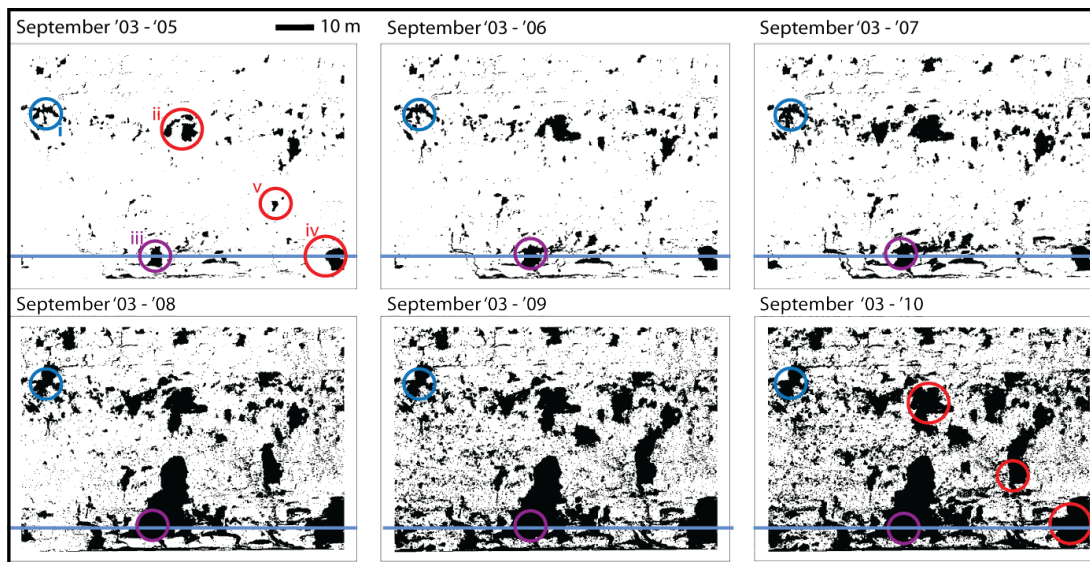 September '03 - '05
10 m
September '03 - '06
September '03 - '07
i
ii
v
iii
iv
September '03 - '08
September '03 - '09
September '03 - '10